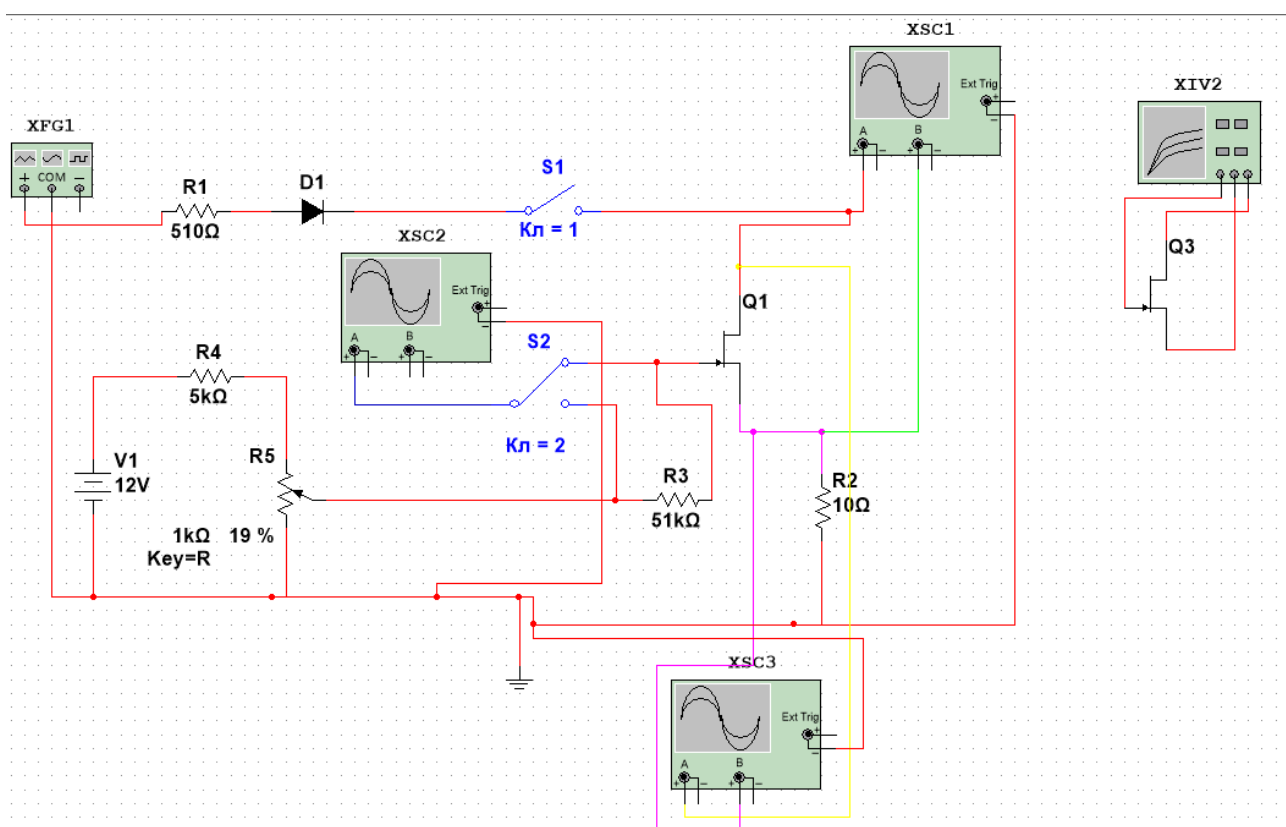 XSC1
Ext Trig
+
−
A
B
+ − + −
XIV2
XFG1
+ COM −
R1
510Ω
D1
S1
Кл = 1
XSC2
Ext Trig
+
−
A
B
+ − + −
S2
Кл = 2
Q1
Q3
R4
5kΩ
V1
12V
R5
1kΩ 19 %
Key=R
R3
51kΩ
R2
10Ω
XSC3
Ext Trig
+
−
A
B
+ − + −